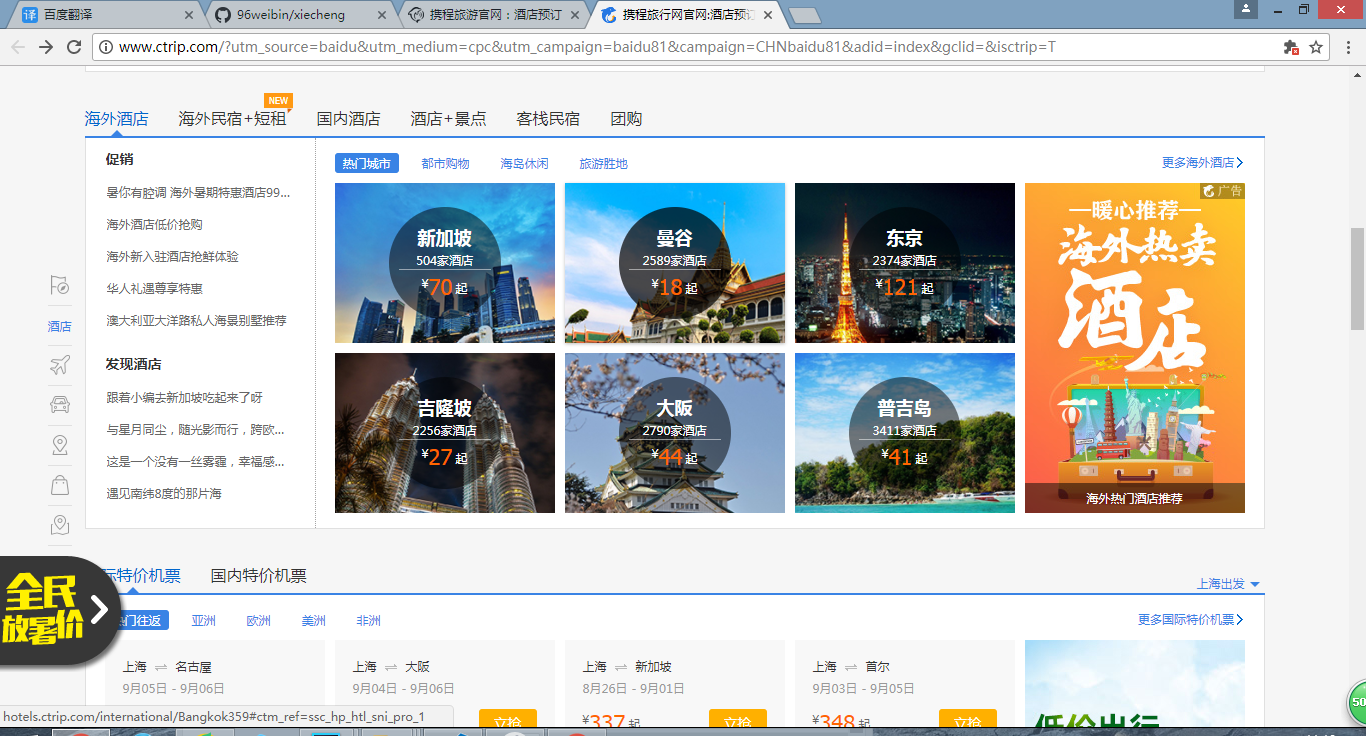 百度翻译
96weibin/xiecheng
携程旅游官网：酒店预订
携程旅行网官网:酒店预订
www.ctrip.com/?utm_source=baidu&utm_medium=cpc&utm_campaign=baidu81&campaign=CHNbaidu81&adid=index&gclid=&isctrip=T
NEW
海外酒店 海外民宿+短租 国内酒店 酒店+景点 客栈民宿 团购
促销
暑你有腔调 海外暑期特惠酒店99...
海外酒店低价抢购
海外新入驻酒店抢鲜体验
华人礼遇尊享特惠
澳大利亚大洋路私人海景别墅推荐
发现酒店
跟着小编去新加坡吃起来了呀
与星月同尘，随光影而行，跨欧...
这是一个没有一丝雾霾，幸福感...
遇见南纬8度的那片海
热门城市 都市购物 海岛休闲 旅游胜地
更多海外酒店
新加坡
504家酒店
¥70起
曼谷
2589家酒店
¥18起
东京
2374家酒店
¥121起
吉隆坡
2256家酒店
¥27起
大阪
2790家酒店
¥44起
普吉岛
3411家酒店
¥41起
广告
—暖心推荐—
海外热卖
酒店
海外热门酒店推荐
酒店
全民
放暑价
际特价机票 国内特价机票
上海出发
门往返 亚洲 欧洲 美洲 非洲
更多国际特价机票
上海 名古屋
9月05日 - 9月06日
上海 大阪
9月04日 - 9月06日
立抢
上海 新加坡
8月26日 - 9月01日
¥337起
立抢
上海 首尔
9月03日 - 9月05日
¥348起
立抢
低价出行
50
hotels.ctrip.com/international/Bangkok359#ctm_ref=ssc_hp_htl_sni_pro_1